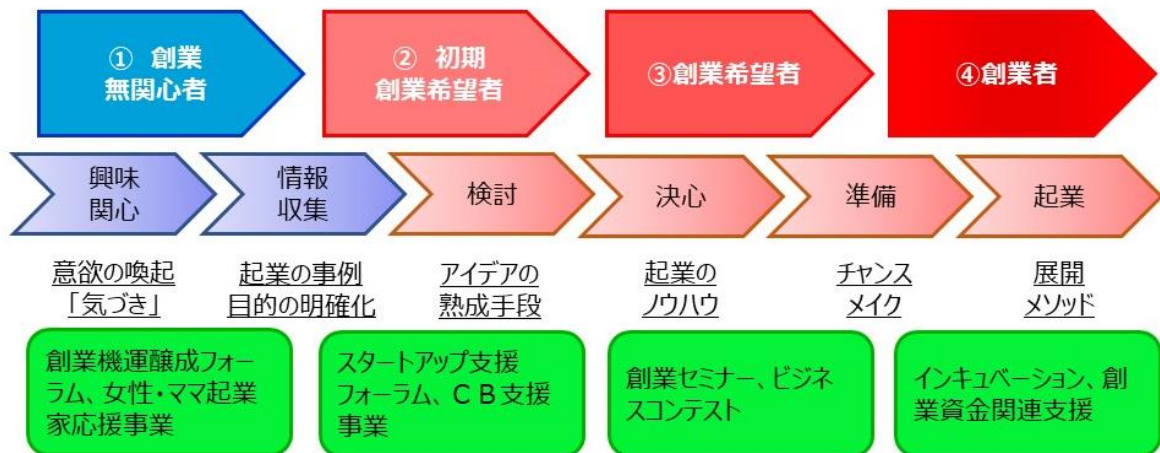 ① 創業
無関心者
② 初期
創業希望者
③創業希望者
④創業者
興味
関心
情報
収集
検討
決心
準備
起業
意欲の喚起
「気づき」
起業の事例
目的の明確化
アイデアの
熟成手段
起業の
ノウハウ
チャンス
メイク
展開
メソッド
創業機運醸成フォー
ラム、女性・ママ起業
家応援事業
スタートアップ支援
フォーラム、ＣＢ支援
事業
創業セミナー、ビジネ
スコンテスト
インキュベーション、創
業資金関連支援